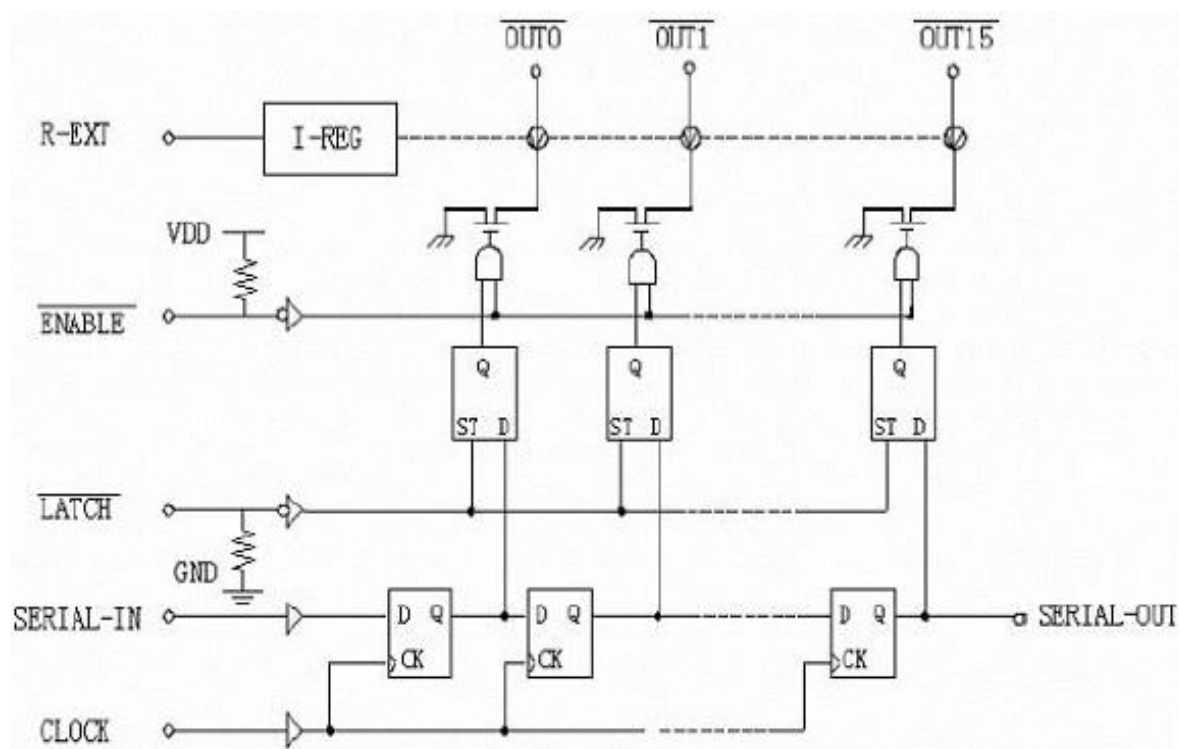 OUT0 OUT1 OUT15
R-EXT I-REG
VDD
ENABLE
Q Q Q
ST D ST D ST D
LATCH
GND
SERIAL-IN D Q D Q D Q SERIAL-OUT
CK CK CK
CLOCK